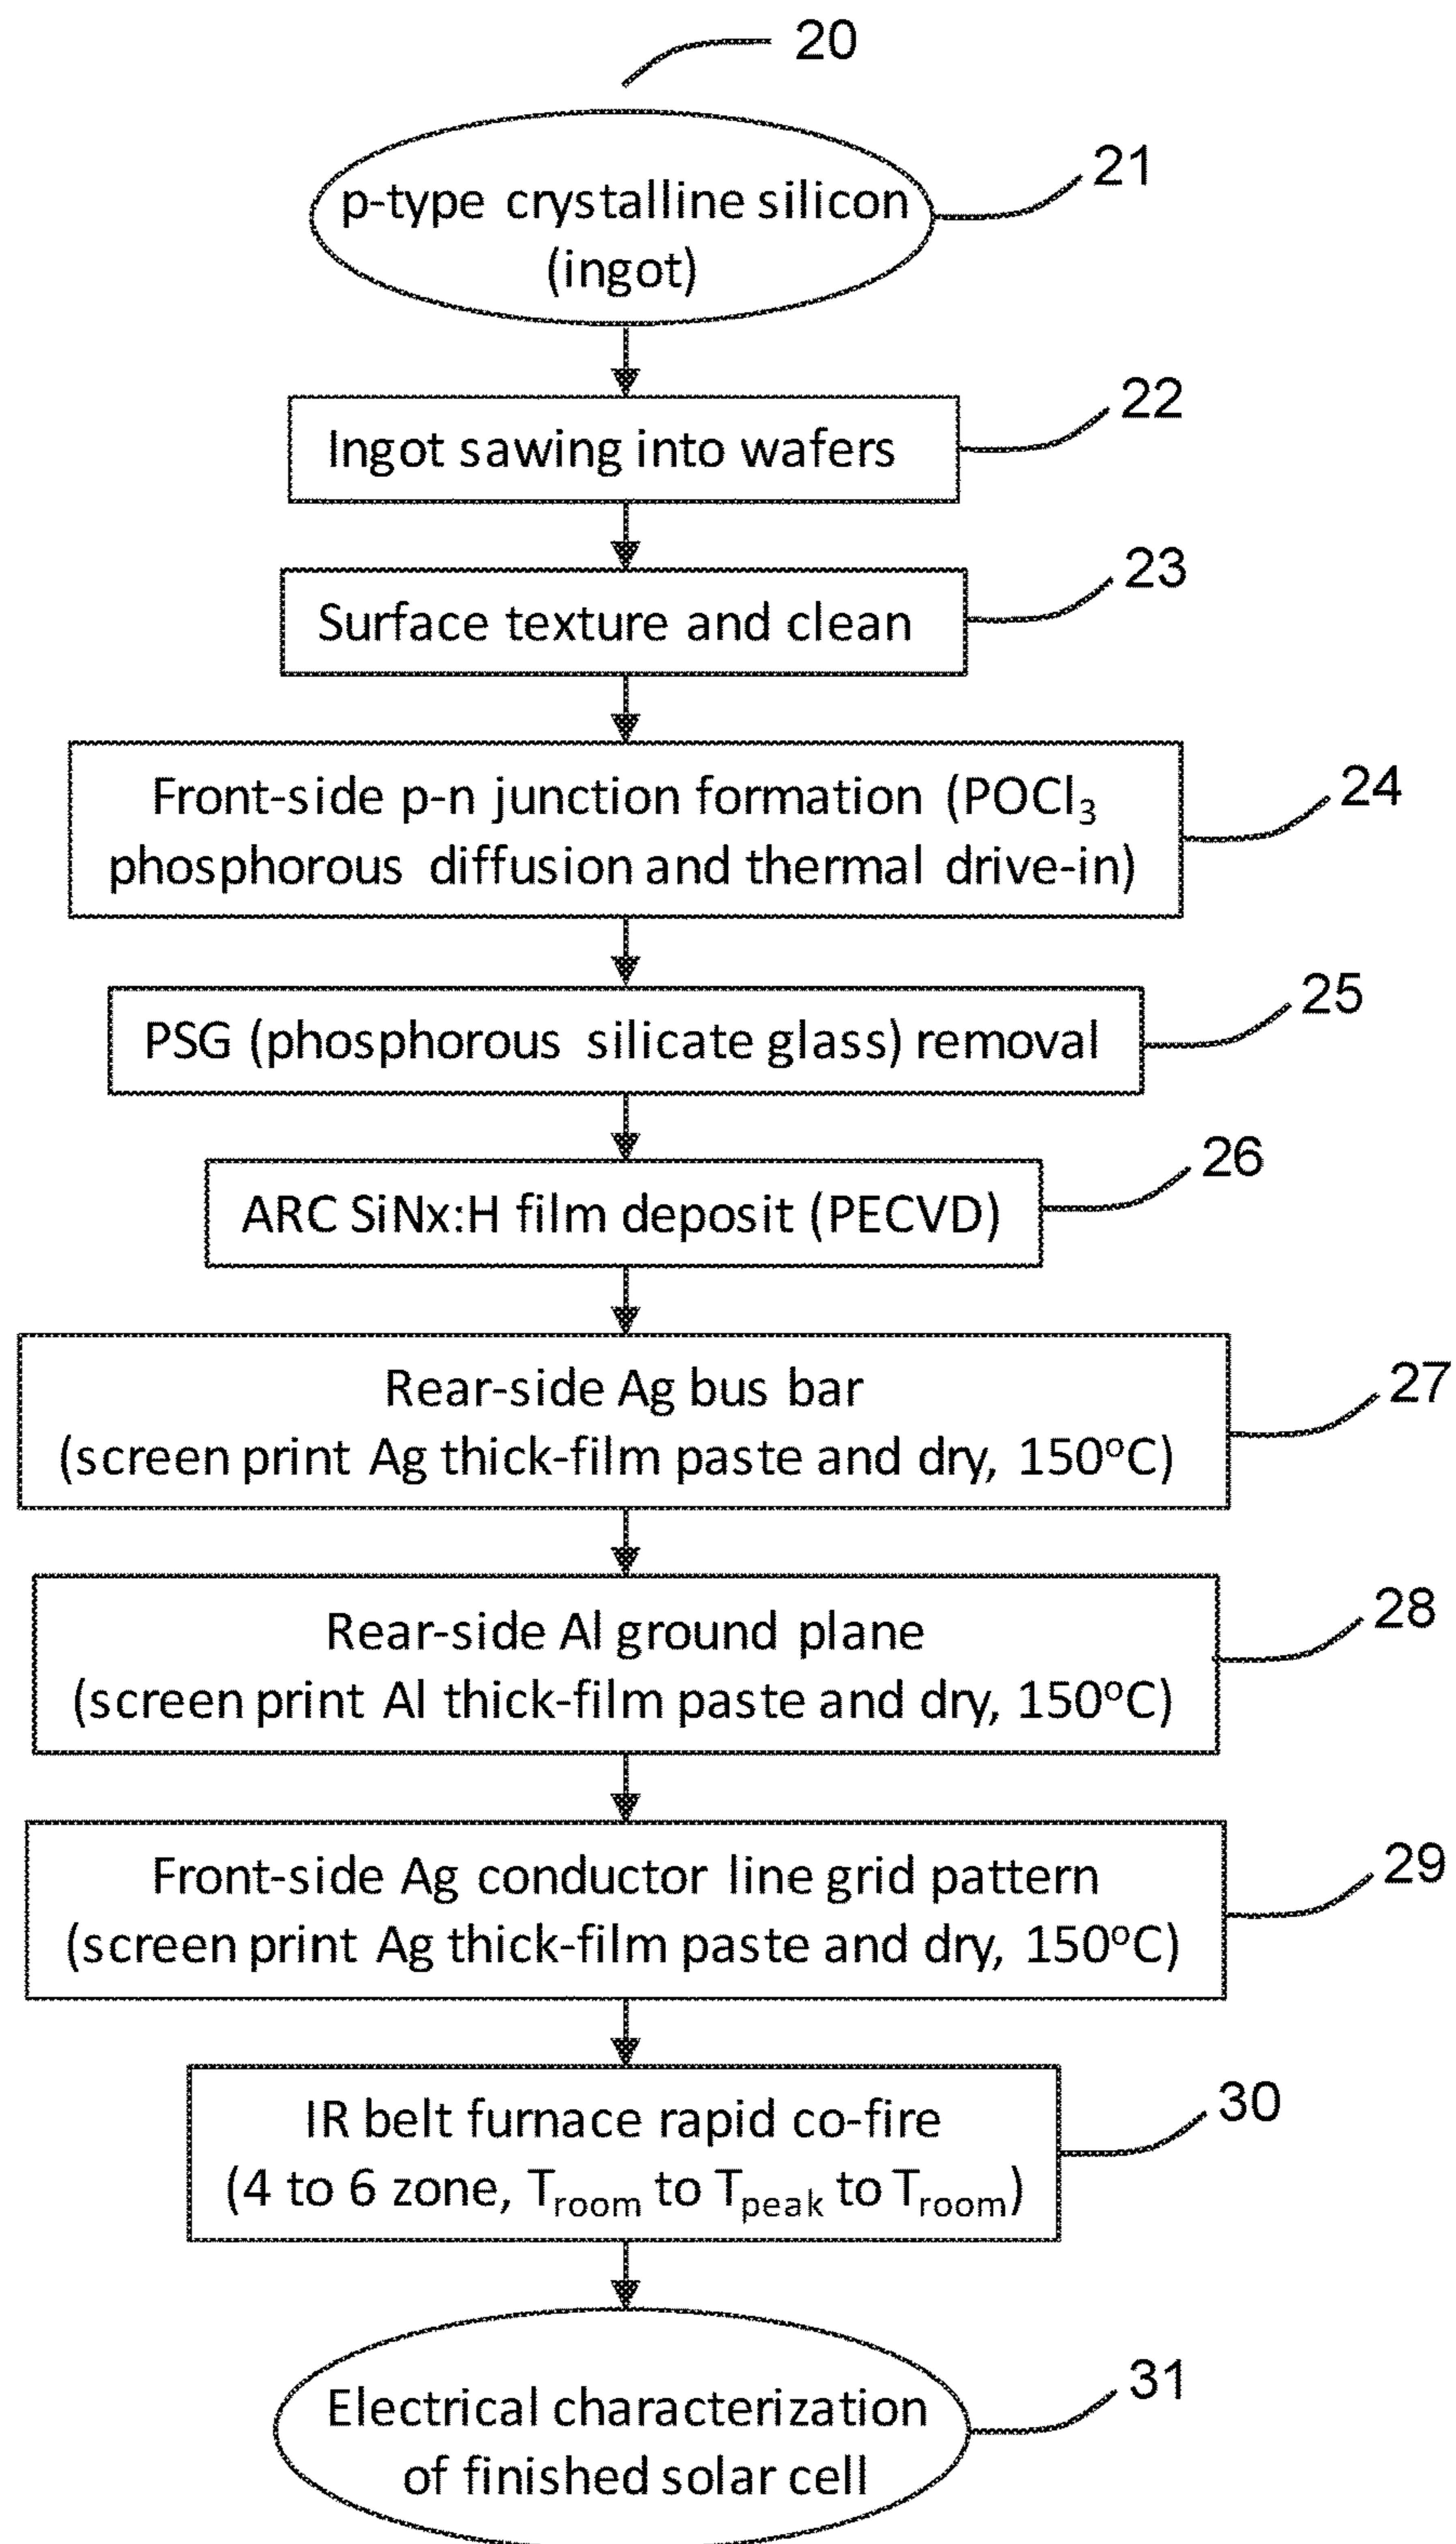 20
p-type crystalline silicon
(ingot)
21
Ingot sawing into wafers
22
Surface texture and clean
23
Front-side p-n junction formation (POCl₃
phosphorous diffusion and thermal drive-in)
24
PSG (phosphorous silicate glass) removal
25
ARC SiNx:H film deposit (PECVD)
26
Rear-side Ag bus bar
(screen print Ag thick-film paste and dry, 150ºC)
27
Rear-side Al ground plane
(screen print Al thick-film paste and dry, 150ºC)
28
Front-side Ag conductor line grid pattern
(screen print Ag thick-film paste and dry, 150ºC)
29
IR belt furnace rapid co-fire
(4 to 6 zone, Troom to Tpeak to Troom)
30
Electrical characterization
of finished solar cell
31